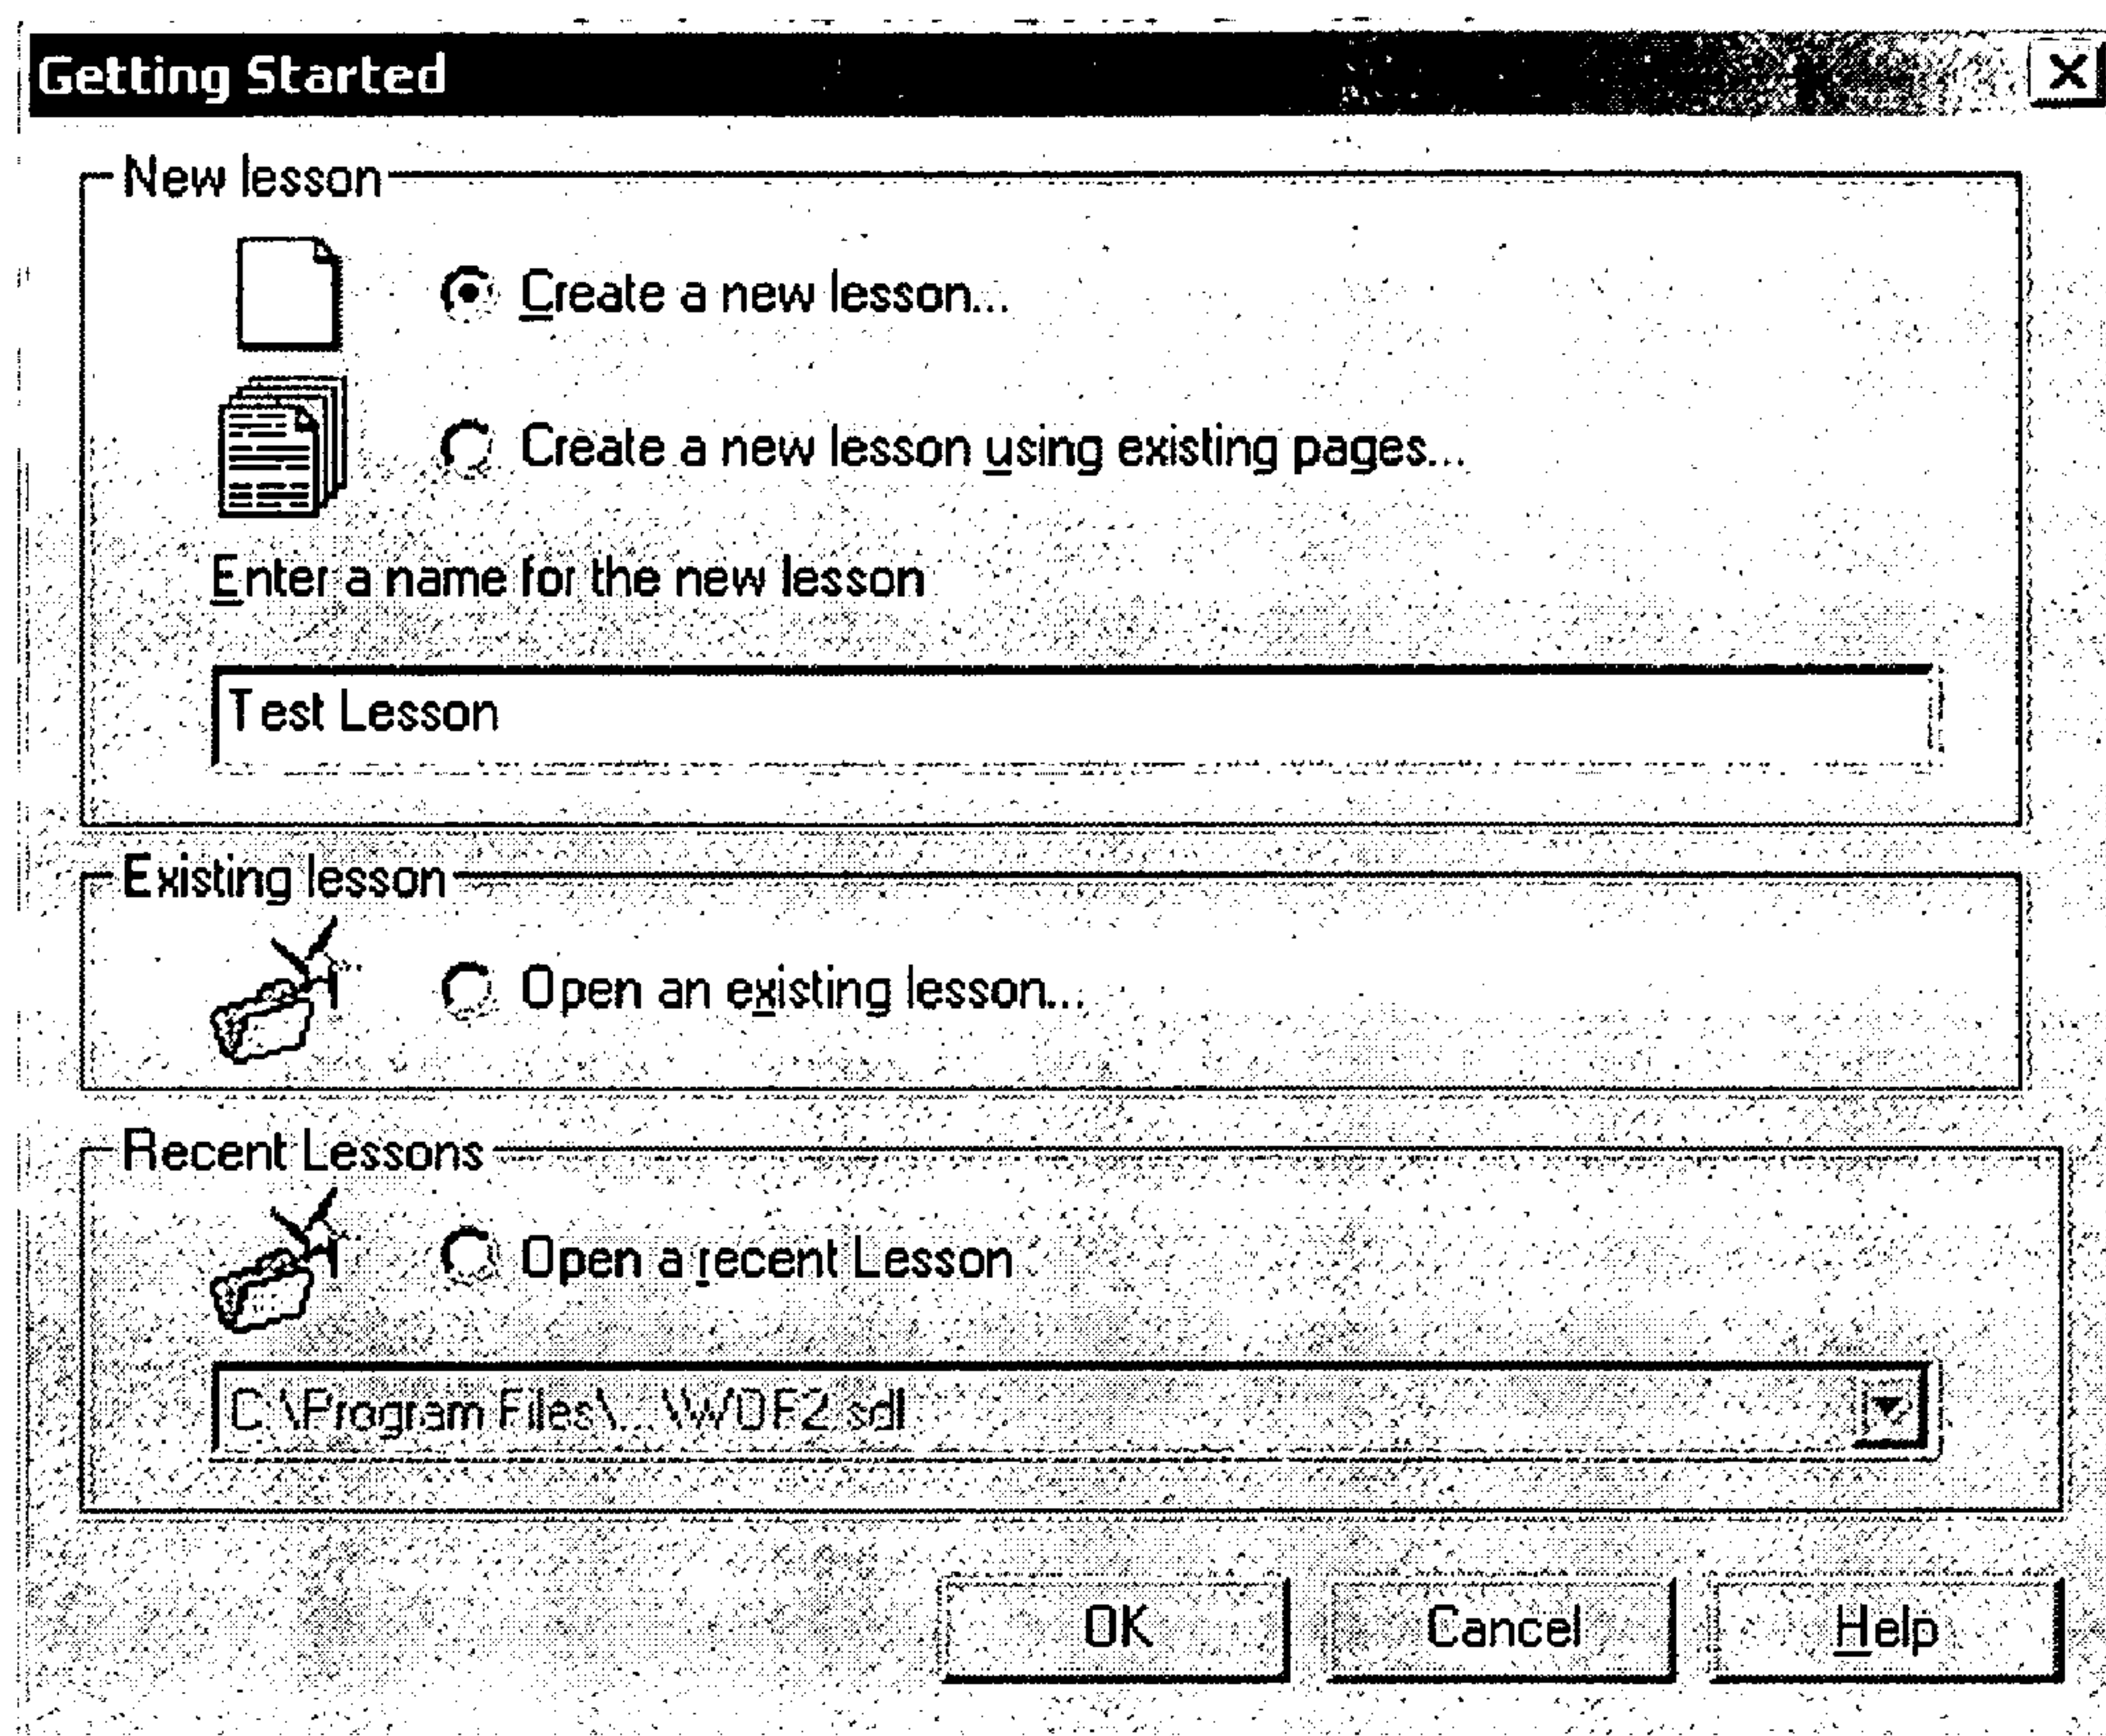 Getting Started
New lesson
Create a new lesson...
Create a new lesson using existing pages...
Enter a name for the new lesson
Test Lesson
Existing lesson
Open an existing lesson...
Recent Lessons
Open a recent Lesson
C:\Program Files\...\WDF2.sdl
OK Cancel Help